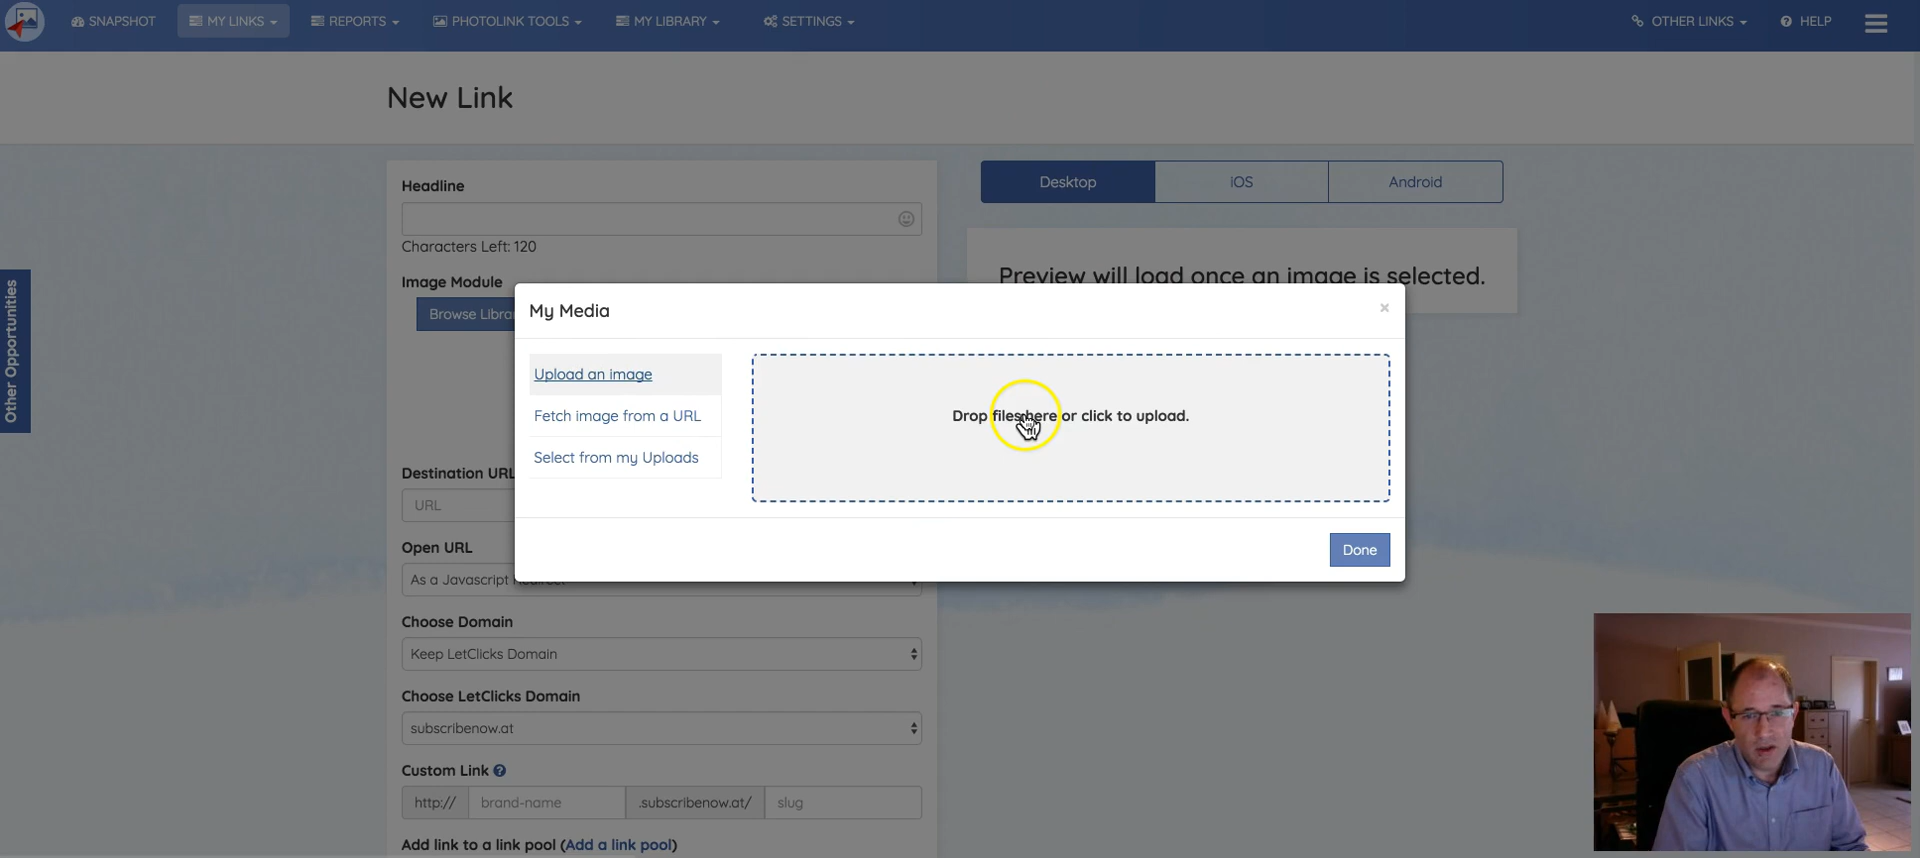 SNAPSHOT
MY LINKS
REPORTS
PHOTOLINK TOOLS
MY LIBRARY
SETTINGS
OTHER LINKS
HELP
New Link
Other Opportunities
Headline
Characters Left: 120
Image Module
Browse
Desktop
iOS
Android
Preview will load once an image is selected.
My Media
×
Upload an image
Fetch image from a URL
Select from my Uploads
Drop files here or click to upload.
Done
Destination URL
URL
Open URL
As a Javascript Redirect
Choose Domain
Keep LetClicks Domain
Choose LetClicks Domain
subscribenow.at
Custom Link
http://
brand-name
.subscribenow.at/
slug
Add link to a link pool (Add a link pool)